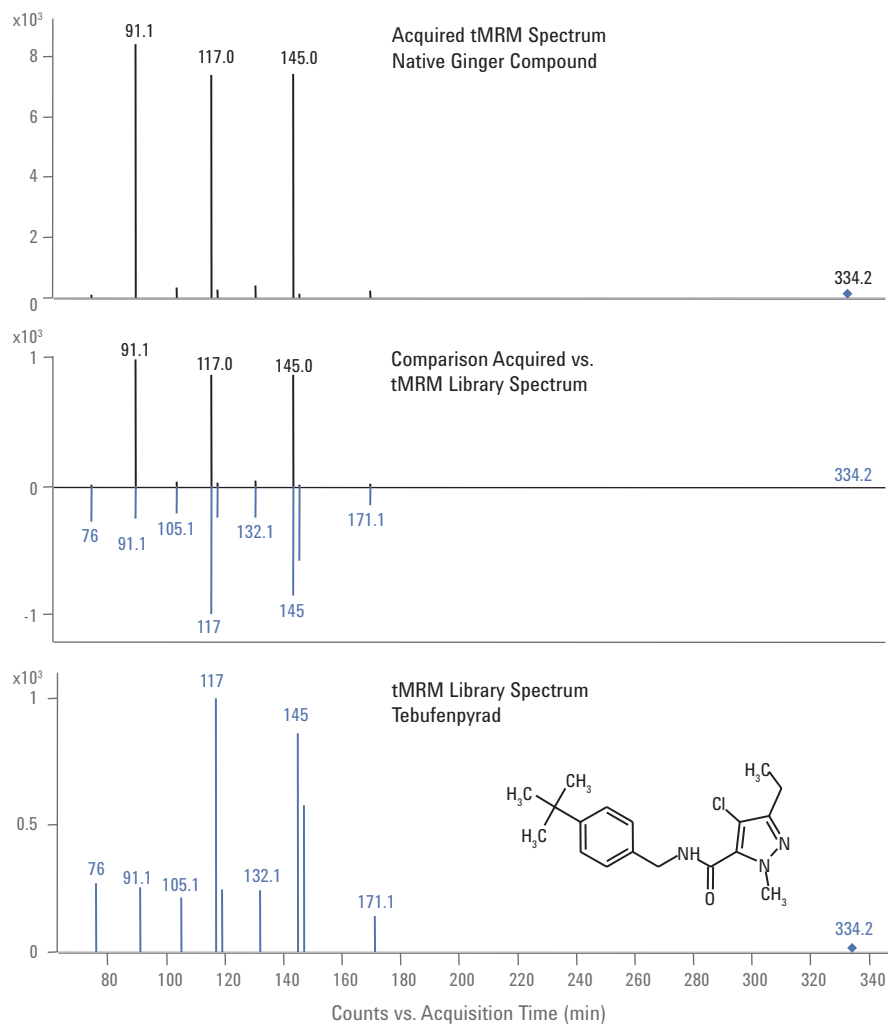 x10³
91.1
117.0
145.0
Acquired tMRM Spectrum
Native Ginger Compound
8
6
4
2
0
334.2
x10³
1
91.1
117.0
145.0
Comparison Acquired vs.
tMRM Library Spectrum
0
334.2
76
91.1
105.1
132.1
171.1
-1
117
145
x10³
1
117
145
tMRM Library Spectrum
Tebufenpyrad
0.5
76
91.1
105.1
132.1
171.1
H₃C
CH₃
H₃C
NH
O
Cl
H₃C
N
N
CH₃
334.2
0
80 100 120 140 160 180 200 220 240 260 280 300 320 340
Counts vs. Acquisition Time (min)